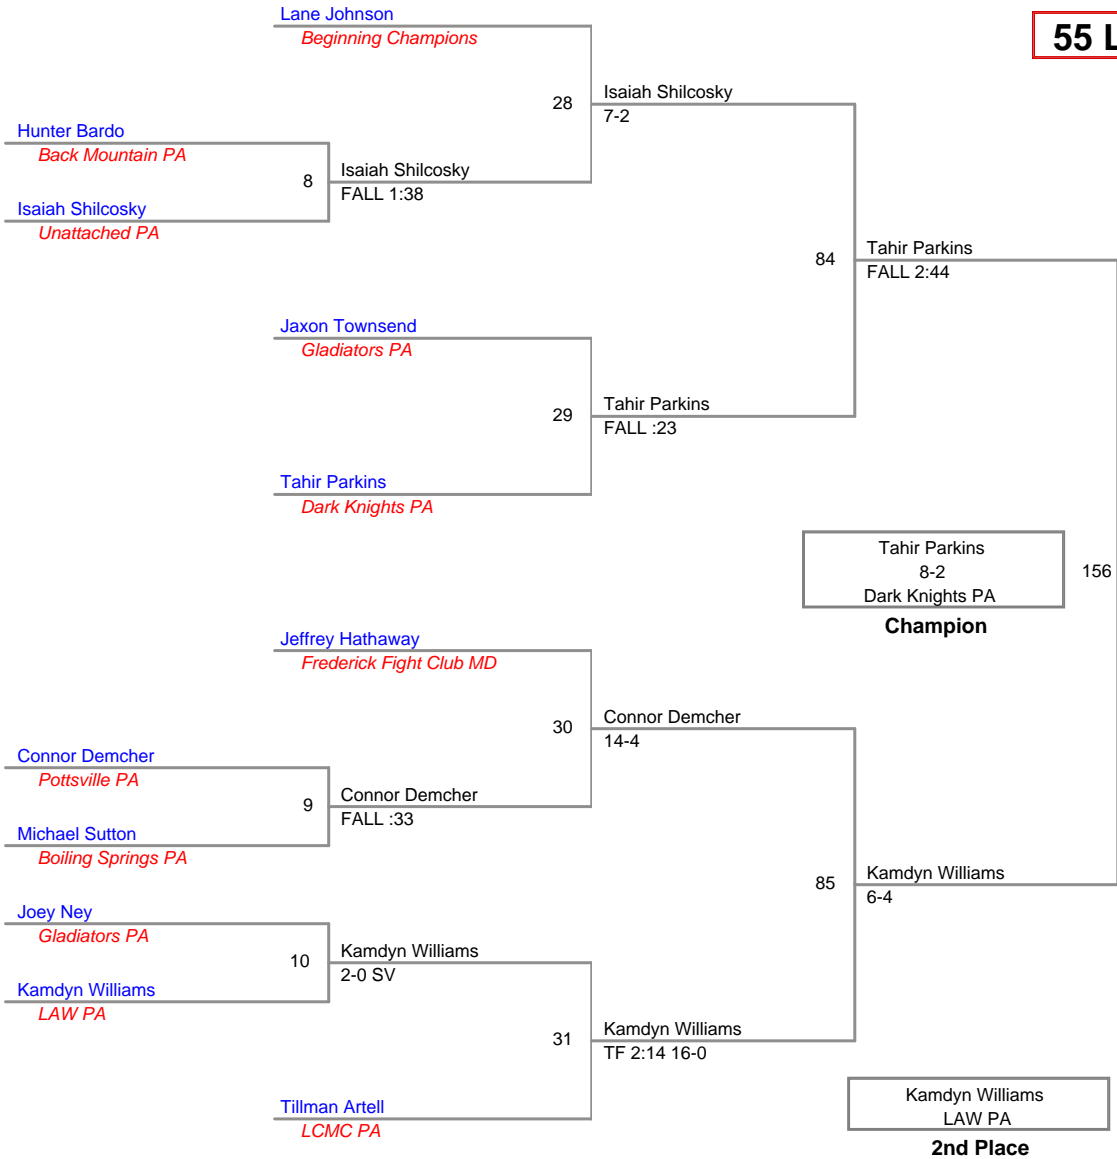 Lane Johnson
Beginning Champions
55 L
28
Isaiah Shilcosky
7-2
Hunter Bardo
Back Mountain PA
8
Isaiah Shilcosky
FALL 1:38
Isaiah Shilcosky
Unattached PA
84
Tahir Parkins
FALL 2:44
Jaxon Townsend
Gladiators PA
29
Tahir Parkins
FALL :23
Tahir Parkins
Dark Knights PA
Tahir Parkins
8-2
Dark Knights PA
156
Champion
Jeffrey Hathaway
Frederick Fight Club MD
30
Connor Demcher
14-4
Connor Demcher
Pottsville PA
9
Connor Demcher
FALL :33
Michael Sutton
Boiling Springs PA
85
Kamdyn Williams
6-4
Joey Ney
Gladiators PA
10
Kamdyn Williams
2-0 SV
Kamdyn Williams
LAW PA
31
Kamdyn Williams
TF 2:14 16-0
Tillman Artell
LCMC PA
Kamdyn Williams
LAW PA
2nd Place